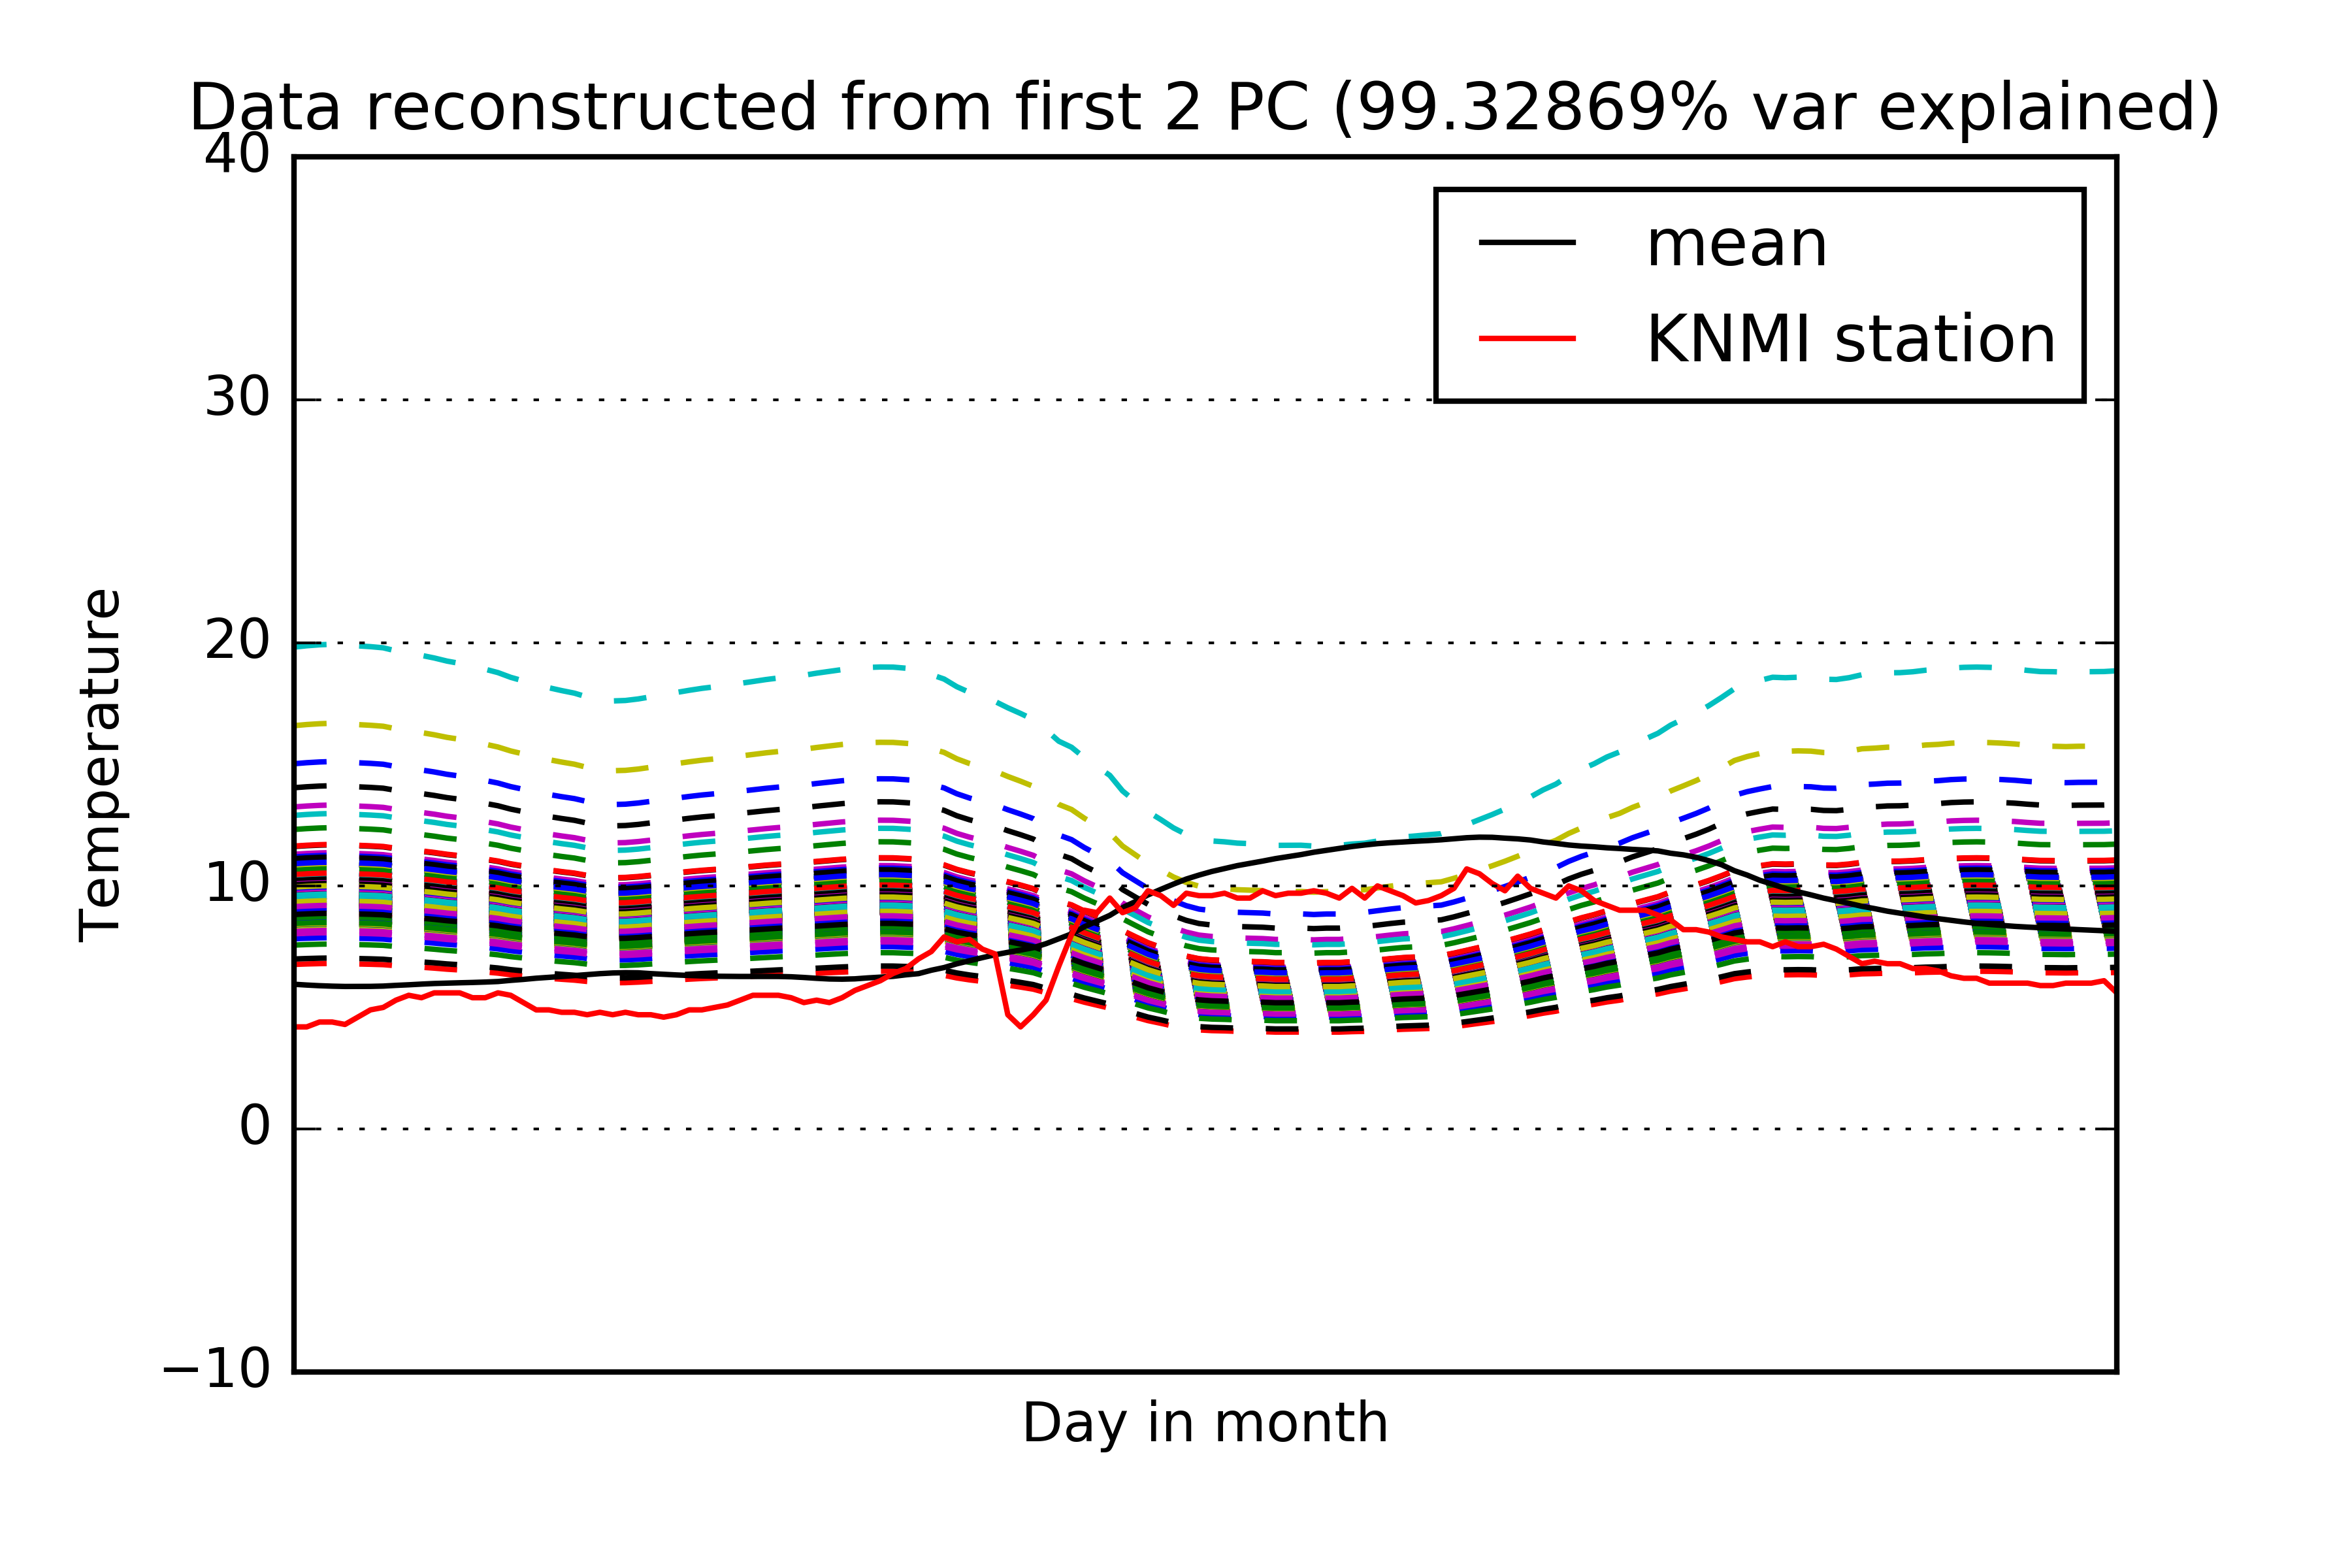 Data reconstructed from first 2 PC (99.32869% var explained)
40
30
20
10
0
−10
Temperature
Day in month
mean
KNMI station